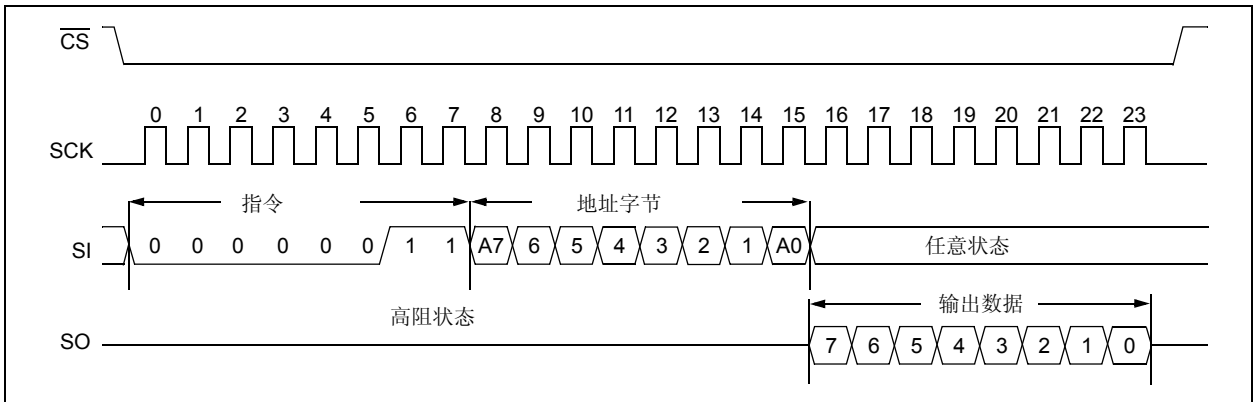 CS
0 1 2 3 4 5 6 7 8 9 10 11 12 13 14 15 16 17 18 19 20 21 22 23
SCK
指令 地址字节
SI 0 0 0 0 0 0 1 1 A7 6 5 4 3 2 1 A0 任意状态
高阻状态 输出数据
SO 7 6 5 4 3 2 1 0